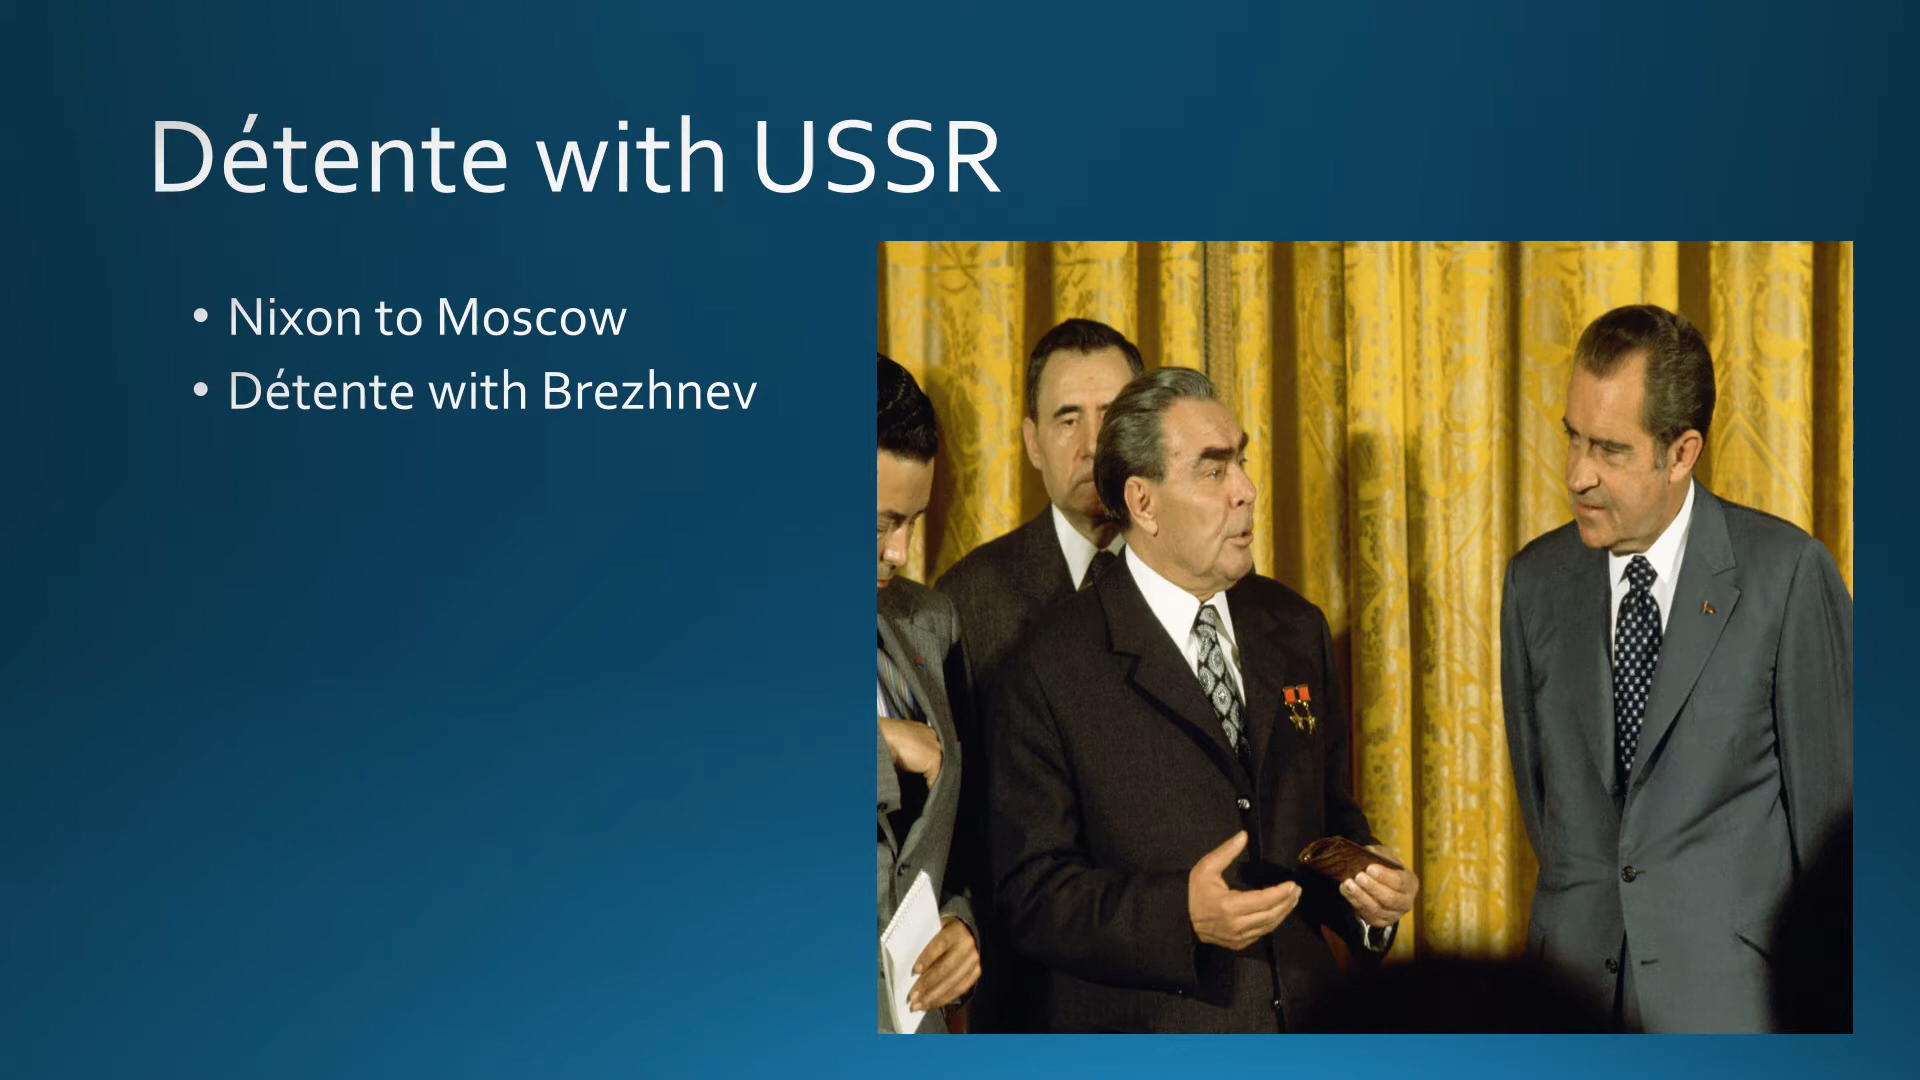 Détente with USSR
• Nixon to Moscow
• Détente with Brezhnev